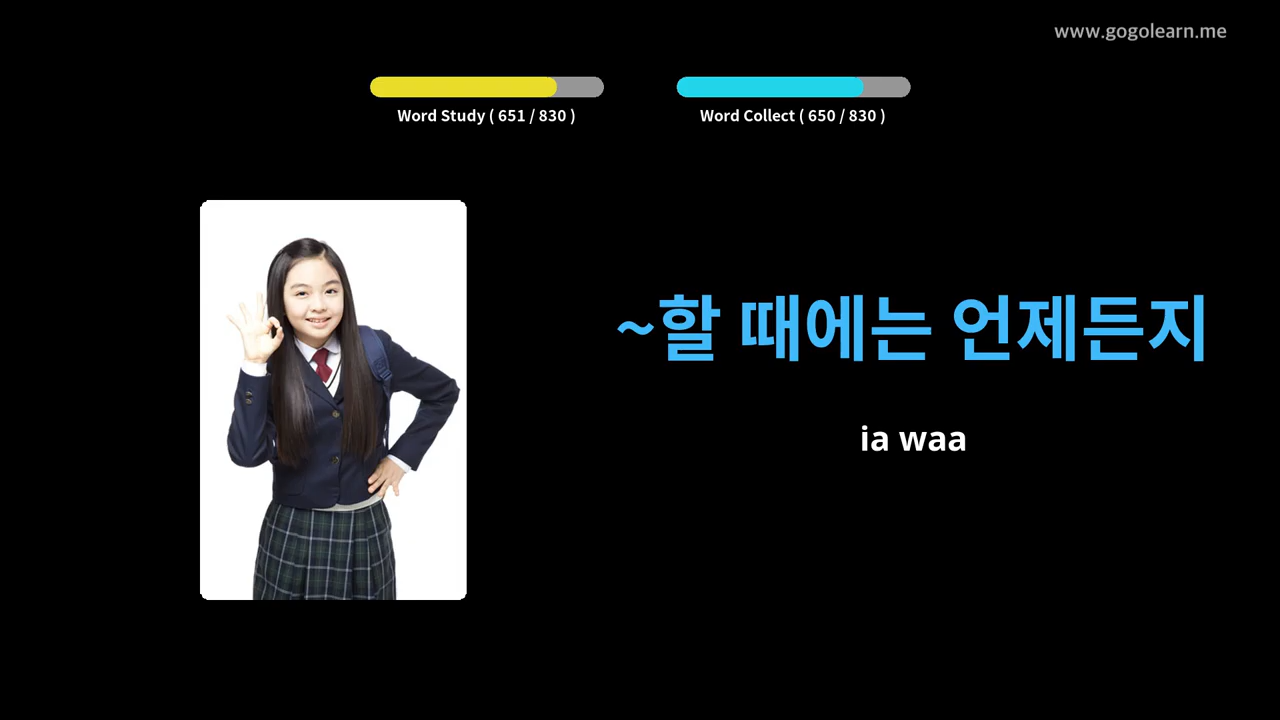 www.gogolearn.me
Word Study ( 651 / 830 )
Word Collect ( 650 / 830 )
~할 때에는 언제든지
ia waa